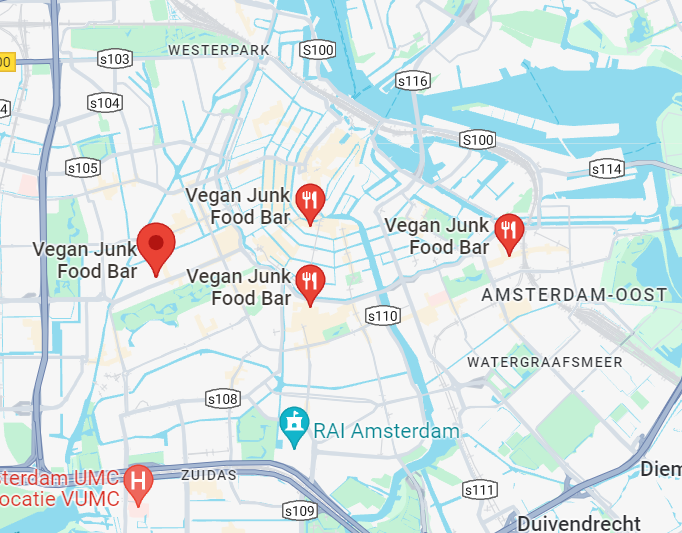 WESTERPARK
S100
s103
s116
s104
S100
s105
s114
Vegan Junk
Food Bar
Vegan Junk
Food Bar
Vegan Junk
Food Bar
Vegan Junk
Food Bar
AMSTERDAM-OOST
s110
WATERGRAAFSMEER
s108
RAI Amsterdam
sterdam UMC
ocatie VUMC
H
ZUIDAS
Diem
s111
s109
Duivendrecht